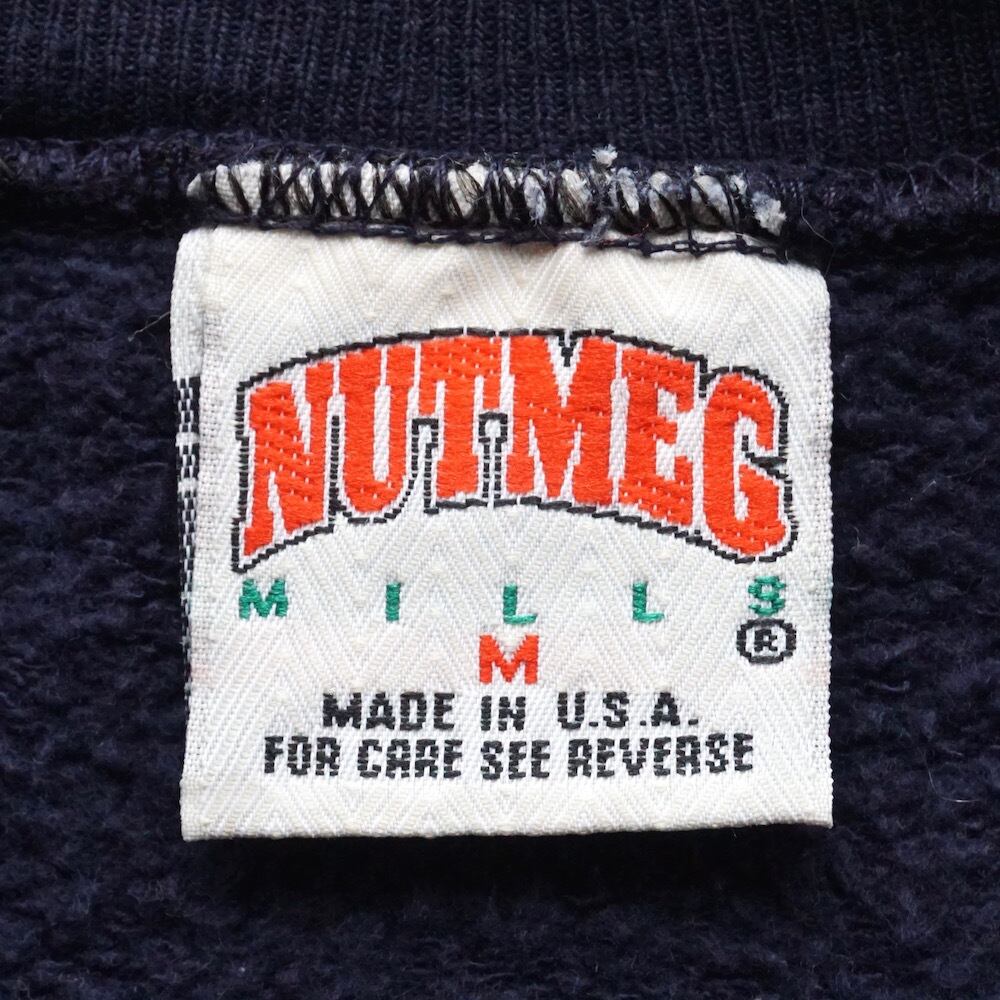 NUTMEG
MILLS
®
M
MADE IN U.S.A.
FOR CARE SEE REVERSE